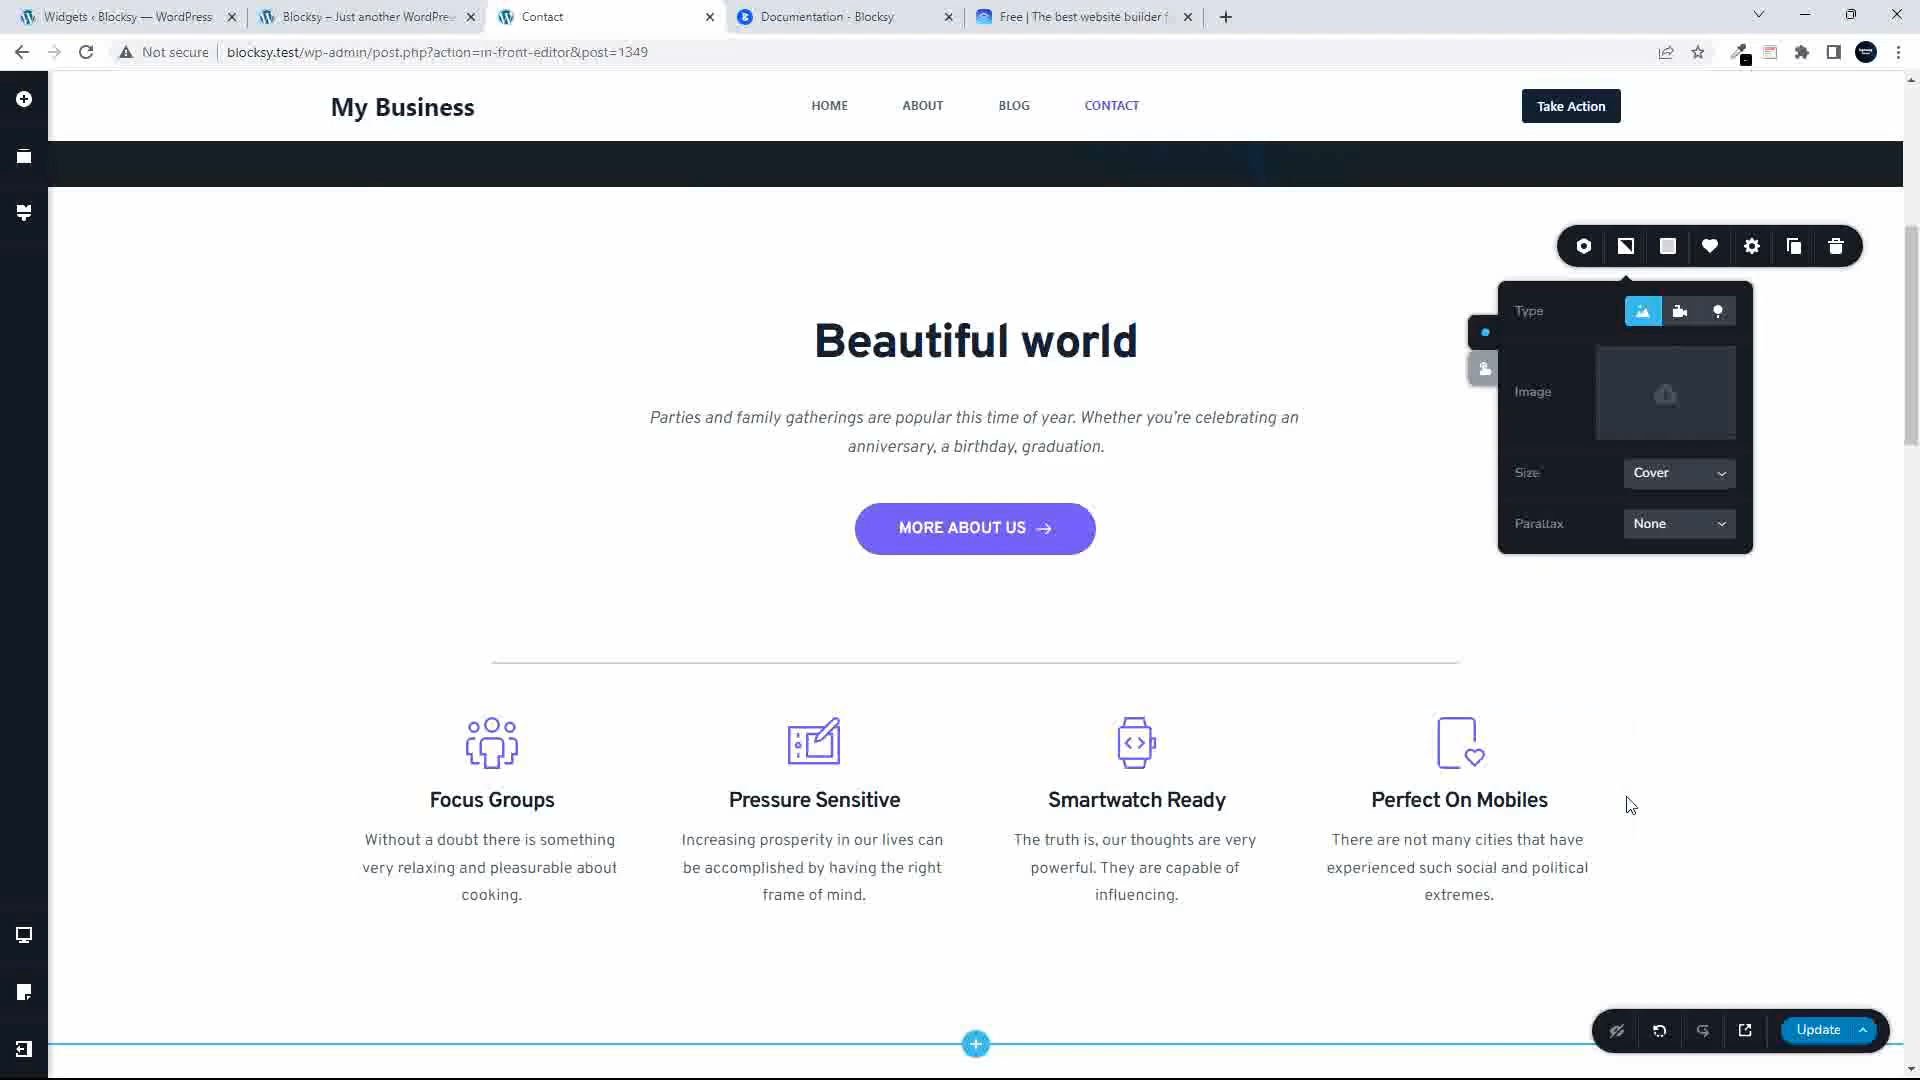 Widgets ‹ Blocksy — WordPress
Blocksy – Just another WordPre
Contact
Documentation - Blocksy
Free | The best website builder f
Not secure
blocksy.test/wp-admin/post.php?action=in-front-editor&post=1349
My Business
HOME
ABOUT
BLOG
CONTACT
Take Action
Type
Image
Size
Cover
Parallax
None
Beautiful world
Parties and family gatherings are popular this time of year. Whether you're celebrating an
anniversary, a birthday, graduation.
MORE ABOUT US
Focus Groups
Without a doubt there is something
very relaxing and pleasurable about
cooking.
Pressure Sensitive
Increasing prosperity in our lives can
be accomplished by having the right
frame of mind.
Smartwatch Ready
The truth is, our thoughts are very
powerful. They are capable of
influencing.
Perfect On Mobiles
There are not many cities that have
experienced such social and political
extremes.
Update